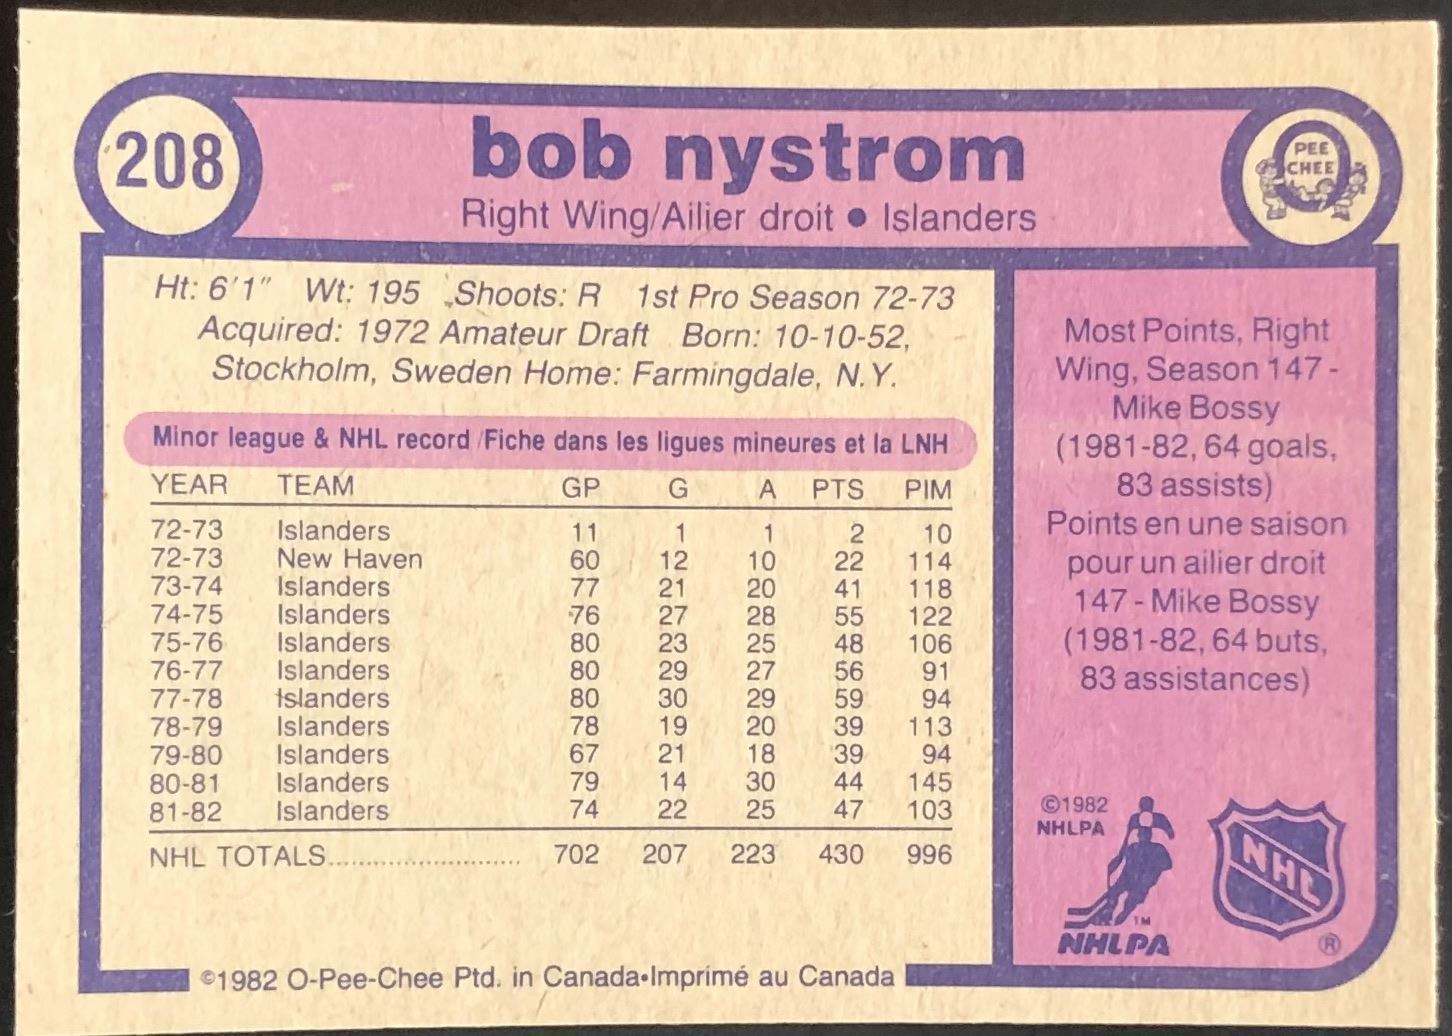 208
bob nystrom
Right Wing/Ailier droit • Islanders
PEE
CHEE
Ht: 6'1" Wt: 195 Shoots: R 1st Pro Season 72-73
Acquired: 1972 Amateur Draft Born: 10-10-52,
Stockholm, Sweden Home: Farmingdale, N.Y.
Minor league & NHL record/Fiche dans les ligues mineures et la LNH
YEAR TEAM GP G A PTS PIM
72-73 Islanders 11 1 1 2 10
72-73 New Haven 60 12 10 22 114
73-74 Islanders 77 21 20 41 118
74-75 Islanders 76 27 28 55 122
75-76 Islanders 80 23 25 48 106
76-77 Islanders 80 29 27 56 91
77-78 Islanders 80 30 29 59 94
78-79 Islanders 78 19 20 39 113
79-80 Islanders 67 21 18 39 94
80-81 Islanders 79 14 30 44 145
81-82 Islanders 74 22 25 47 103
NHL TOTALS.......................... 702 207 223 430 996
Most Points, Right
Wing, Season 147 -
Mike Bossy
(1981-82, 64 goals,
83 assists)
Points en une saison
pour un ailier droit
147 - Mike Bossy
(1981-82, 64 buts,
83 assistances)
©1982
NHLPA
TM
NHLPA
NHL
®
©1982 O-Pee-Chee Ptd. in Canada•Imprimé au Canada